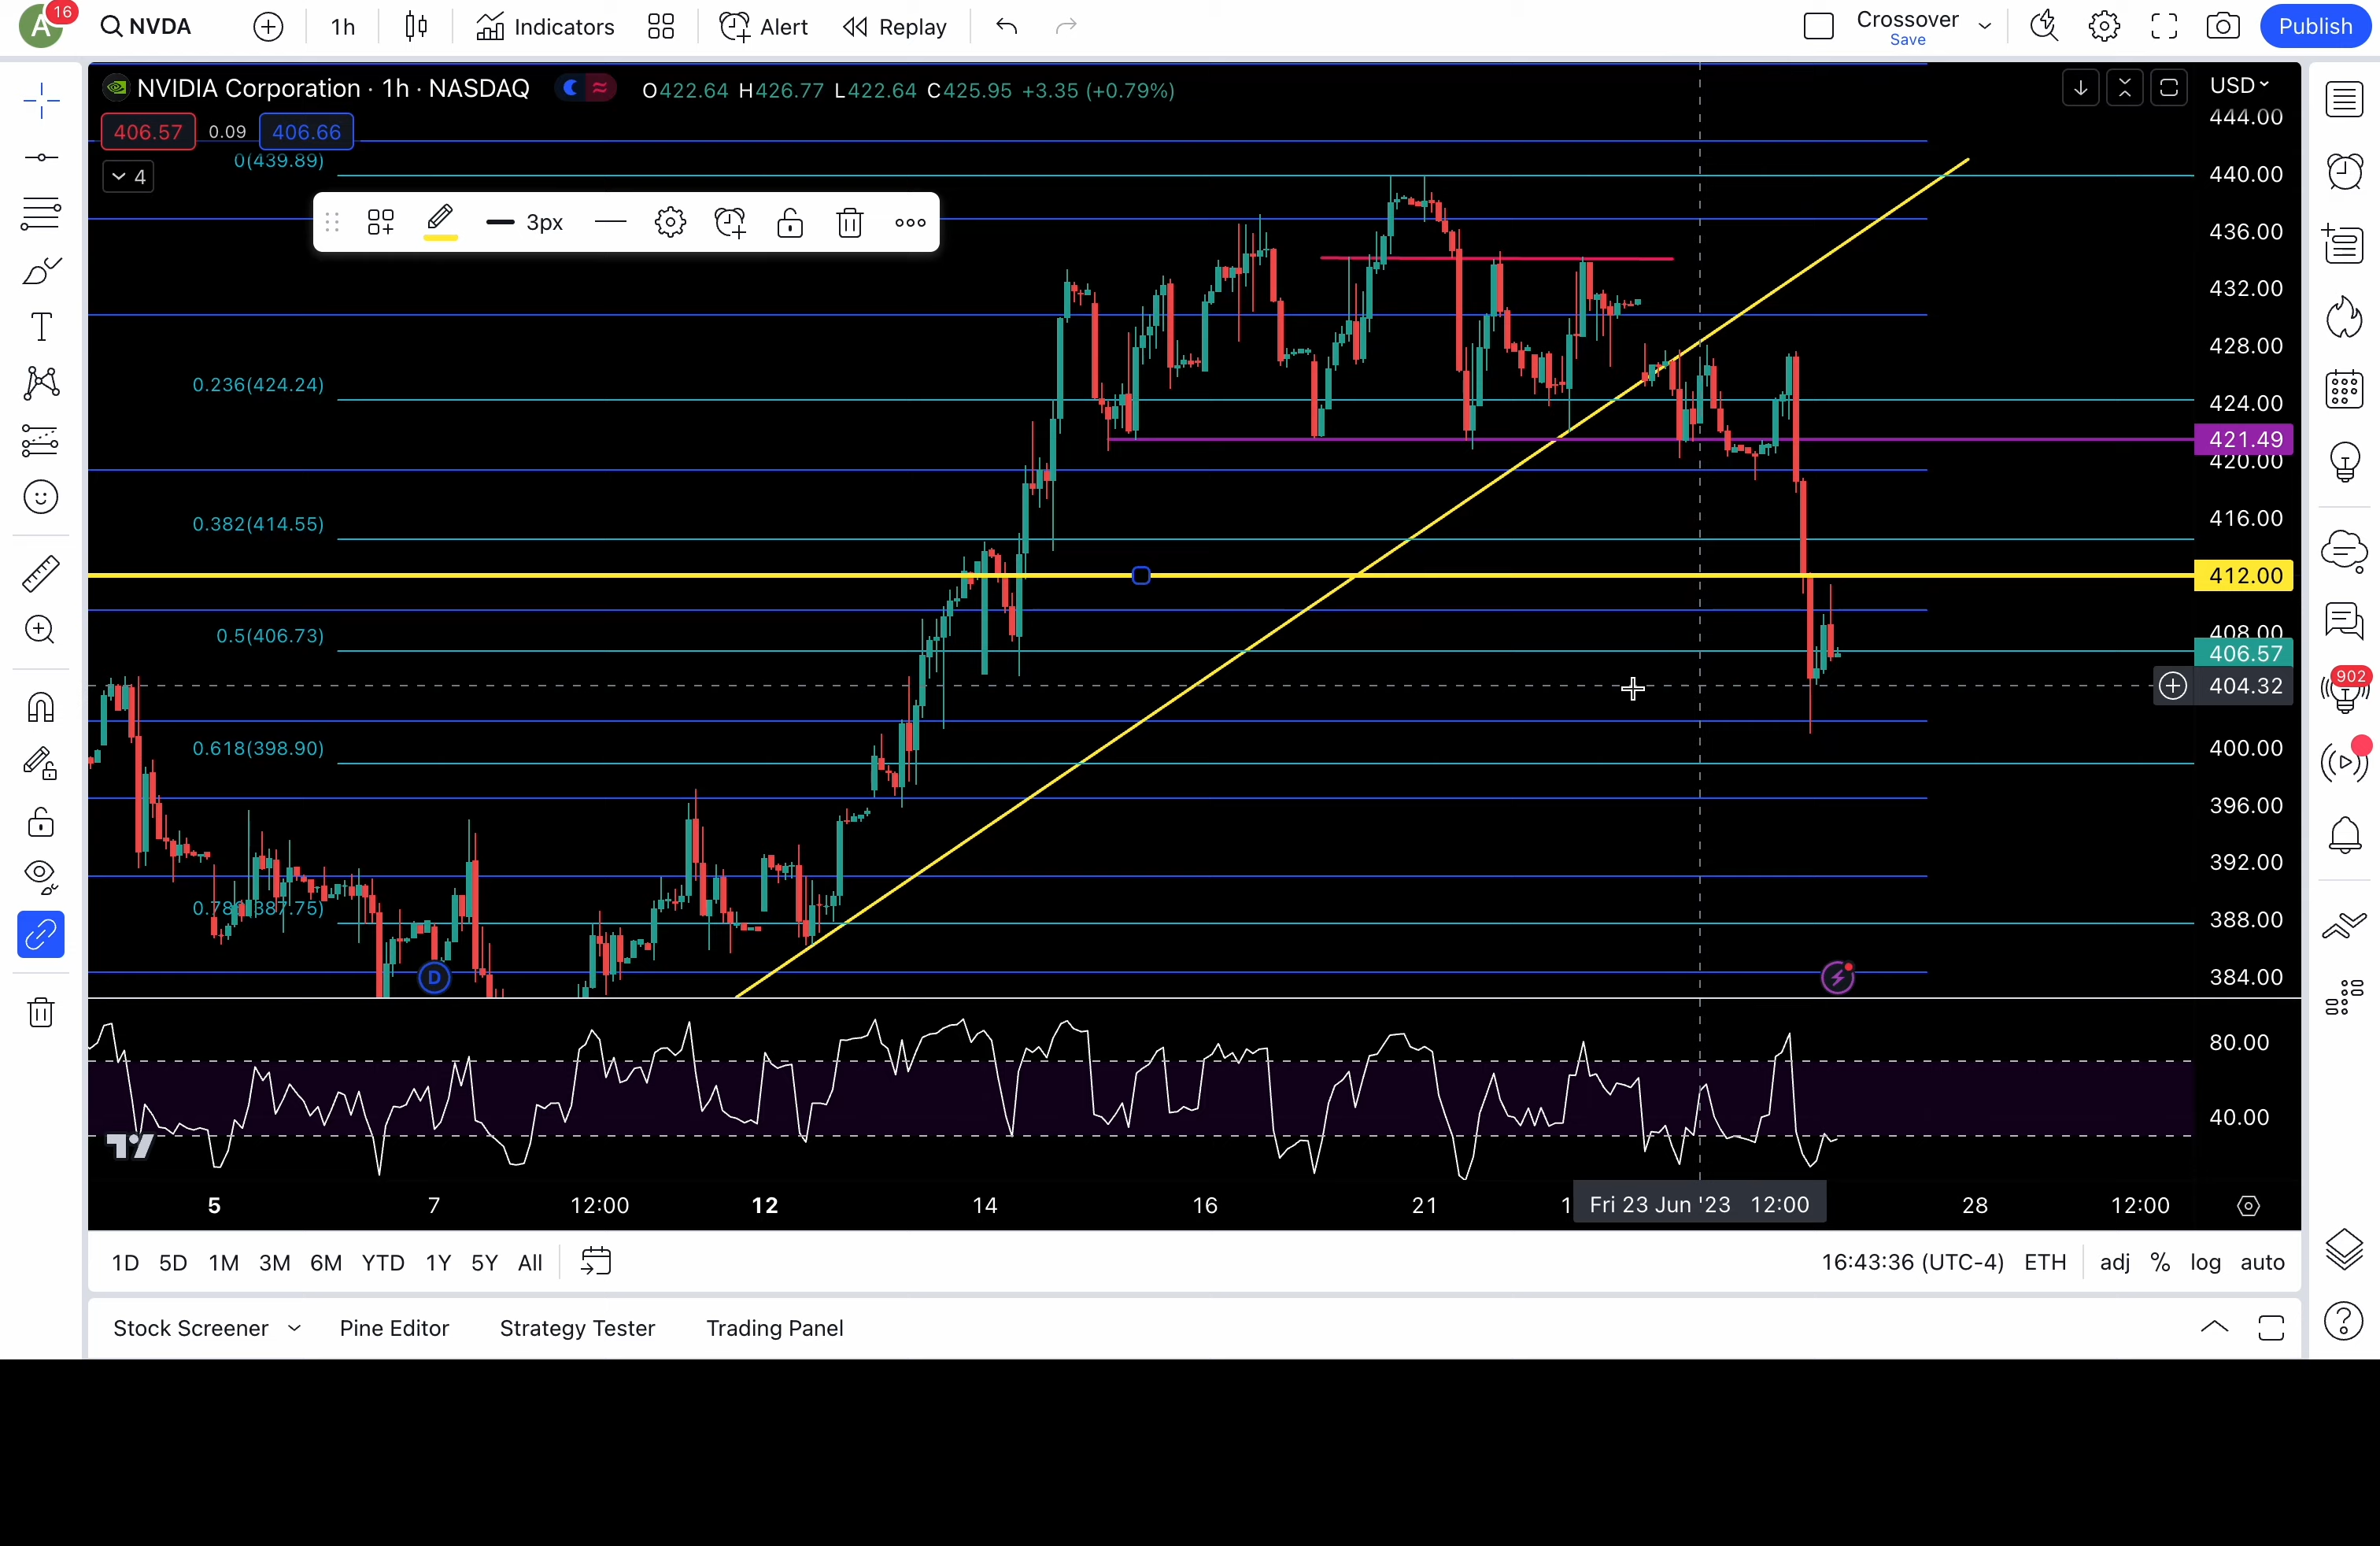 A 16 NVDA 1h Indicators Alert Replay Crossover Publish
Save
NVIDIA Corporation · 1h · NASDAQ O422.64 H426.77 L422.64 C425.95 +3.35 (+0.79%) USD
406.57 0.09 406.66
4
0(439.89)
3px
0.236(424.24)
0.382(414.55)
0.5(406.73)
0.618(398.90)
0.786(387.75)
D
444.00
440.00
436.00
432.00
428.00
424.00
421.49
420.00
416.00
412.00
408.00
406.57
404.32
400.00
396.00
392.00
388.00
384.00
80.00
40.00
902
T
5 7 12:00 12 14 16 21 1 Fri 23 Jun '23 12:00 28 12:00
1D 5D 1M 3M 6M YTD 1Y 5Y All 16:43:36 (UTC-4) ETH adj % log auto
Stock Screener Pine Editor Strategy Tester Trading Panel